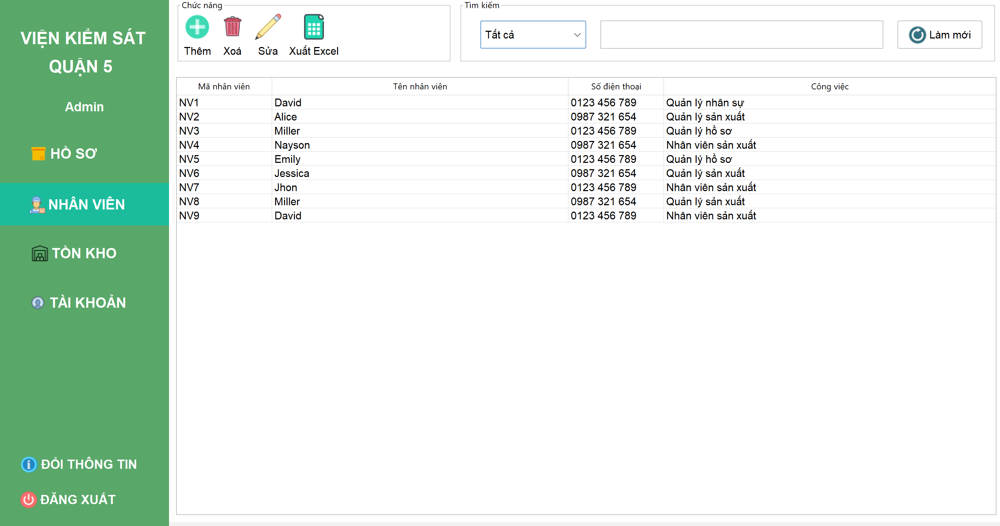 VIỆN KIỂM SÁT
QUẬN 5
Admin
HỒ SƠ
NHÂN VIÊN
TỒN KHO
TÀI KHOẢN
ĐỔI THÔNG TIN
ĐĂNG XUẤT
Chức năng
Thêm Xoá Sửa Xuất Excel
Tìm kiếm
Tất cả Làm mới
Mã nhân viên Tên nhân viên Số điện thoại Công việc
NV1 David 0123 456 789 Quản lý nhân sự
NV2 Alice 0987 321 654 Quản lý sản xuất
NV3 Miller 0123 456 789 Quản lý hồ sơ
NV4 Nayson 0987 321 654 Nhân viên sản xuất
NV5 Emily 0123 456 789 Quản lý hồ sơ
NV6 Jessica 0987 321 654 Quản lý sản xuất
NV7 Jhon 0123 456 789 Nhân viên sản xuất
NV8 Miller 0987 321 654 Quản lý sản xuất
NV9 David 0123 456 789 Nhân viên sản xuất